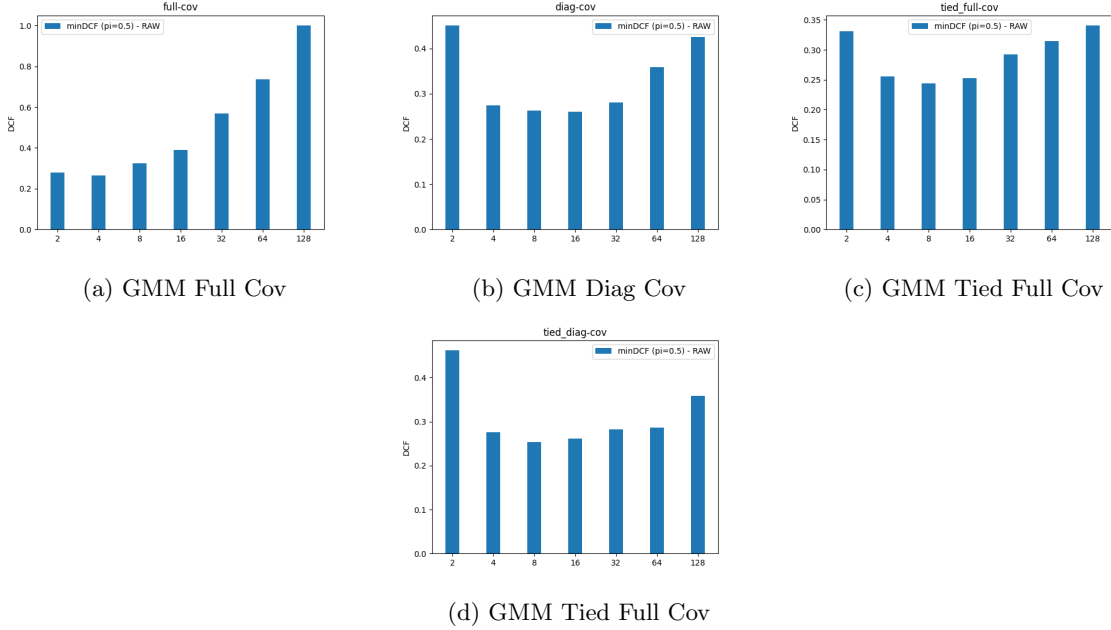 full-cov
minDCF (pi=0.5) - RAW
DCF
1.0
0.8
0.6
0.4
0.2
0.0
2 4 8 16 32 64 128
(a) GMM Full Cov
diag-cov
minDCF (pi=0.5) - RAW
DCF
0.4
0.3
0.2
0.1
0.0
2 4 8 16 32 64 128
(b) GMM Diag Cov
tied_full-cov
minDCF (pi=0.5) - RAW
DCF
0.35
0.30
0.25
0.20
0.15
0.10
0.05
0.00
2 4 8 16 32 64 128
(c) GMM Tied Full Cov
tied_diag-cov
minDCF (pi=0.5) - RAW
DCF
0.4
0.3
0.2
0.1
0.0
2 4 8 16 32 64 128
(d) GMM Tied Full Cov